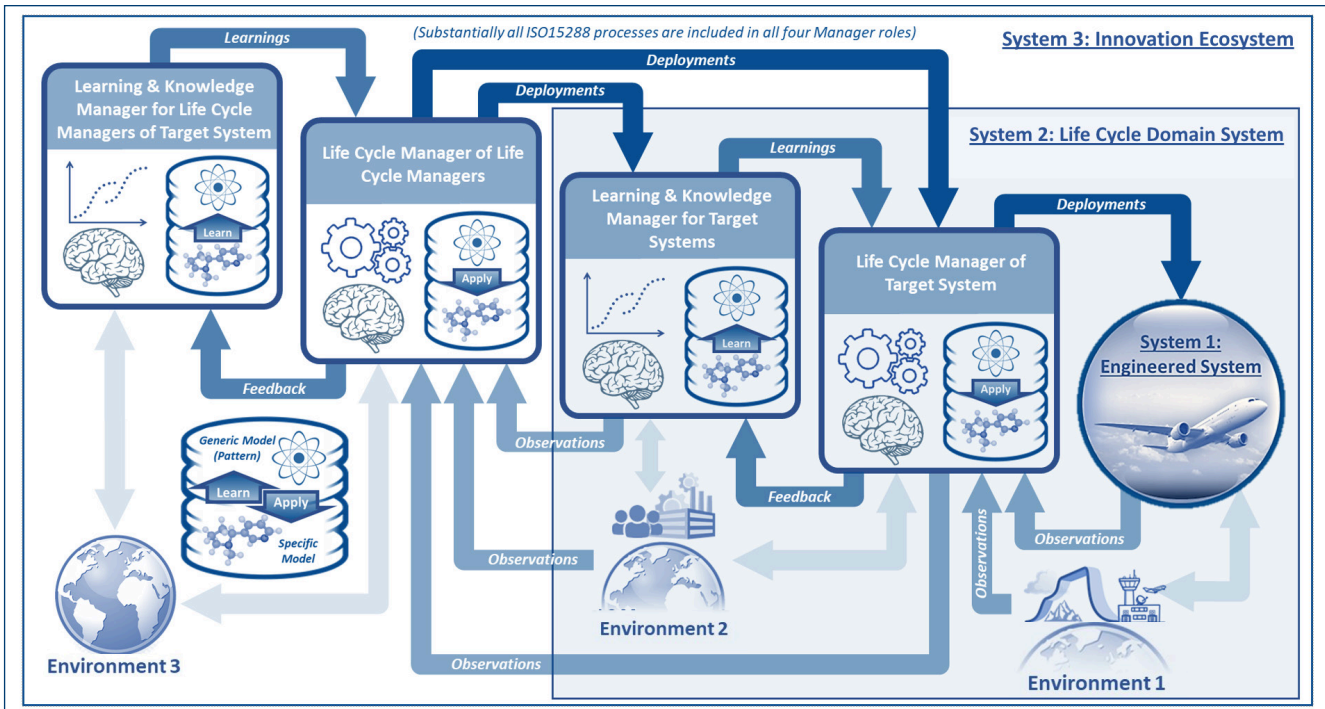 (Substantially all ISO15288 processes are included in all four Manager roles)
System 3: Innovation Ecosystem
Learnings
Deployments
Deployments
Learning & Knowledge
Manager for Life Cycle
Managers of Target System
Learn
Life Cycle Manager of Life
Cycle Managers
Apply
Feedback
System 2: Life Cycle Domain System
Learnings
Learning & Knowledge
Manager for Target
Systems
Learn
Deployments
Life Cycle Manager of
Target System
Apply
System 1:
Engineered System
Observations
Feedback
Observations
Observations
Observations
Observations
Generic Model
(Pattern)
Learn
Apply
Specific
Model
Environment 3
Environment 2
Environment 1